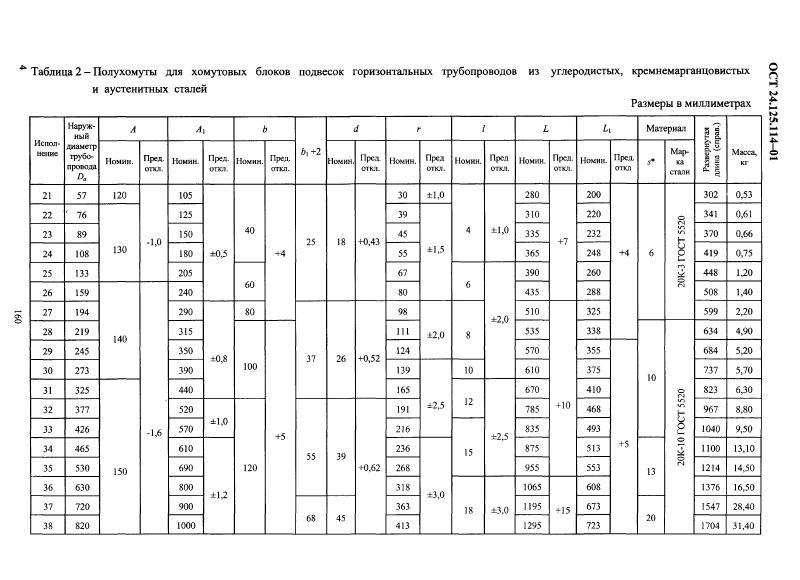 4
Таблица 2 – Полухомуты для хомутовых блоков подвесок горизонтальных трубопроводов из углеродистых, кремнемарганцовистых
и аустенитных сталей
Размеры в миллиметрах
ОСТ 24.125.114–01
Испол-нение | Наруж-ный диаметр трубо-провода Dа | A | A1 | b | b1 +2 | d | r | l | L | L1 | Материал | Развернутая длина (справ.) | Масса, кг
Номин. | Пред. откл. | Номин. | Пред. откл. | Номин. | Пред. откл. | Номин. | Пред. откл. | Номин. | Пред откл. | Номин. | Пред. откл. | Номин. | Пред. откл. | Номин. | Пред. откл | s* | Мар-ка стали
21 | 57 | 120 | -1,0 | 105 | ±0,5 | 40 | +4 | 25 | 18 | +0,43 | 30 | ±1,0 | 4 | ±1,0 | 280 | +7 | 200 | +4 | 6 | 20К-3 ГОСТ 5520 | 302 | 0,53
22 | 76 | 130 | 125 | 39 | ±1,5 | 310 | 220 | 341 | 0,61
23 | 89 | 150 | 45 | 335 | 232 | 370 | 0,66
24 | 108 | 180 | 55 | 365 | 248 | 419 | 0,75
25 | 133 | 205 | 60 | 67 | 6 | 390 | 260 | 448 | 1,20
26 | 159 | 140 | -1,6 | 240 | 80 | ±2,0 | 435 | 288 | 508 | 1,40
27 | 194 | 290 | ±0,8 | 80 | 37 | 26 | +0,52 | 98 | ±2,0 | 8 | 510 | +10 | 325 | 599 | 2,20
28 | 219 | 315 | 100 | +5 | 111 | 535 | 338 | 10 | 20К-10 ГОСТ 5520 | 634 | 4,90
29 | 245 | 350 | 124 | 570 | 355 | +5 | 684 | 5,20
30 | 273 | 390 | 139 | ±2,5 | 10 | 610 | 375 | 737 | 5,70
31 | 325 | 150 | 440 | 165 | 12 | ±2,5 | 670 | 410 | 823 | 6,30
32 | 377 | 520 | ±1,0 | 120 | 55 | 39 | +0,62 | 191 | 785 | 468 | 967 | 8,80
33 | 426 | 570 | 216 | 15 | 835 | 493 | 1040 | 9,50
34 | 465 | 610 | ±1,2 | 236 | ±3,0 | 875 | 513 | 13 | 1100 | 13,10
35 | 530 | 690 | 268 | 955 | 553 | 1214 | 14,50
36 | 630 | 800 | 318 | 18 | ±3,0 | 1065 | +15 | 608 | 1376 | 16,50
37 | 720 | 900 | 68 | 45 | 363 | 1195 | 673 | 20 | 1547 | 28,40
38 | 820 | 1000 | 413 | 1295 | 723 | 1704 | 31,40
160